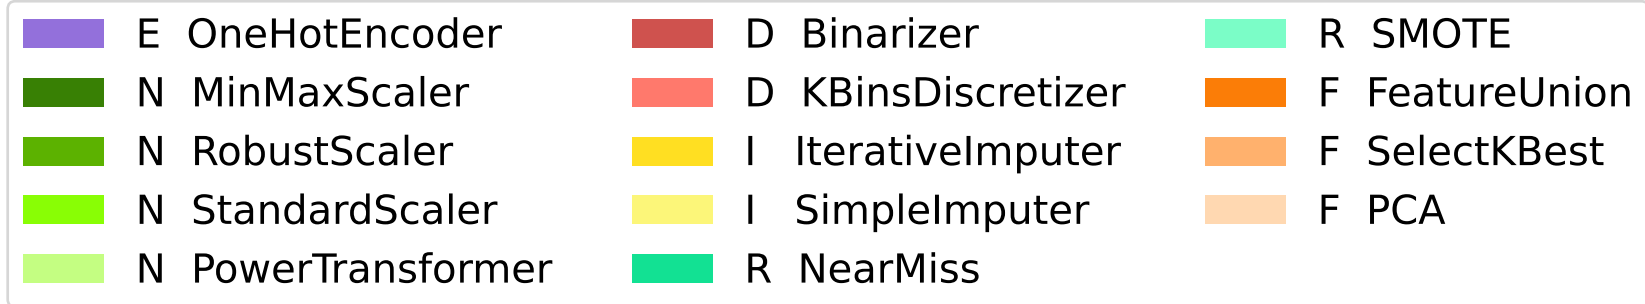 E OneHotEncoder
N MinMaxScaler
N RobustScaler
N StandardScaler
N PowerTransformer
D Binarizer
D KBinsDiscretizer
I IterativeImputer
I SimpleImputer
R NearMiss
R SMOTE
F FeatureUnion
F SelectKBest
F PCA